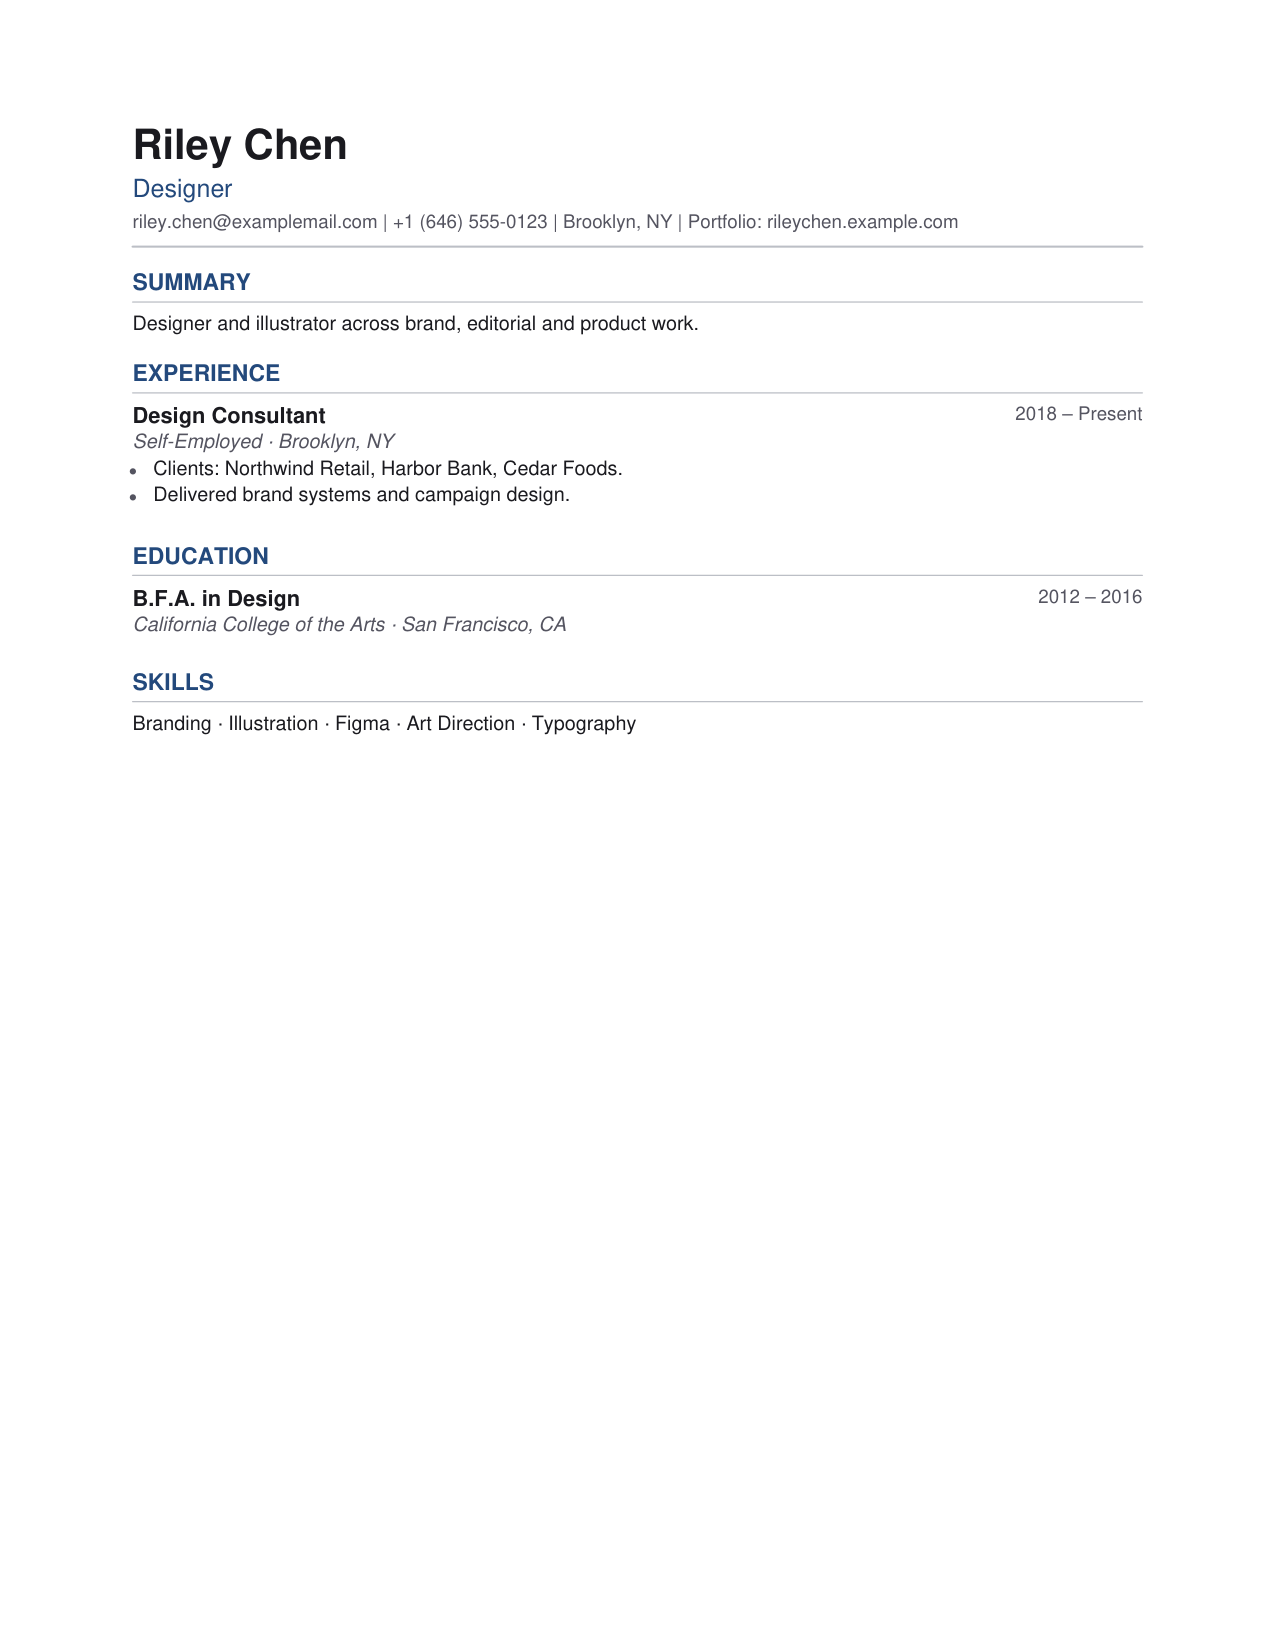 Riley Chen
Designer
riley.chen@examplemail.com | +1 (646) 555-0123 | Brooklyn, NY | Portfolio: rileychen.example.com
SUMMARY
Designer and illustrator across brand, editorial and product work.
EXPERIENCE
Design Consultant 2018 – Present
Self-Employed · Brooklyn, NY
• Clients: Northwind Retail, Harbor Bank, Cedar Foods.
• Delivered brand systems and campaign design.
EDUCATION
B.F.A. in Design 2012 – 2016
California College of the Arts · San Francisco, CA
SKILLS
Branding · Illustration · Figma · Art Direction · Typography